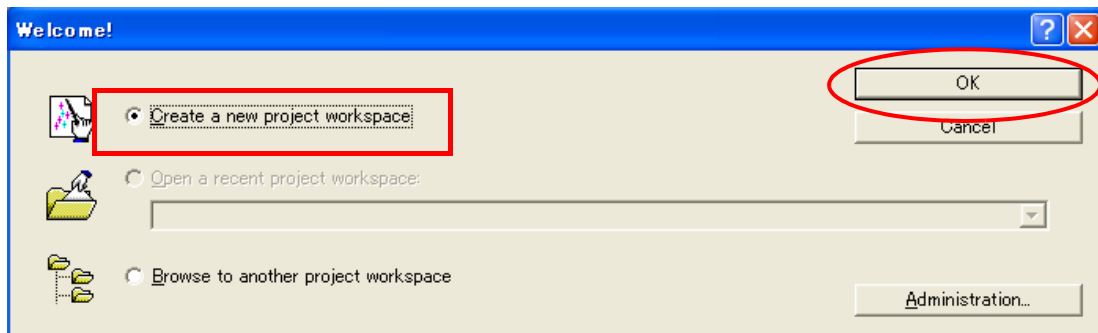 Welcome!
OK
Create a new project workspace
Cancel
Open a recent project workspace:
Browse to another project workspace
Administration...